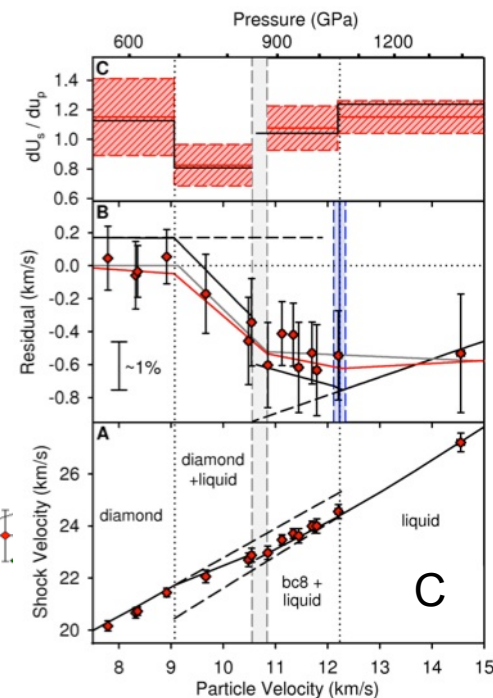 Pressure (GPa)
600 900 1200
C
dUs / dup
1.4
1.2
1.0
0.8
0.6
B
Residual (km/s)
0.2
0.0
-0.2
-0.4
-0.6
-0.8
~1%
A
Shock Velocity (km/s)
26
24
22
20
diamond
+liquid
diamond
liquid
bc8 +
liquid
C
8 9 10 11 12 13 14 15
Particle Velocity (km/s)